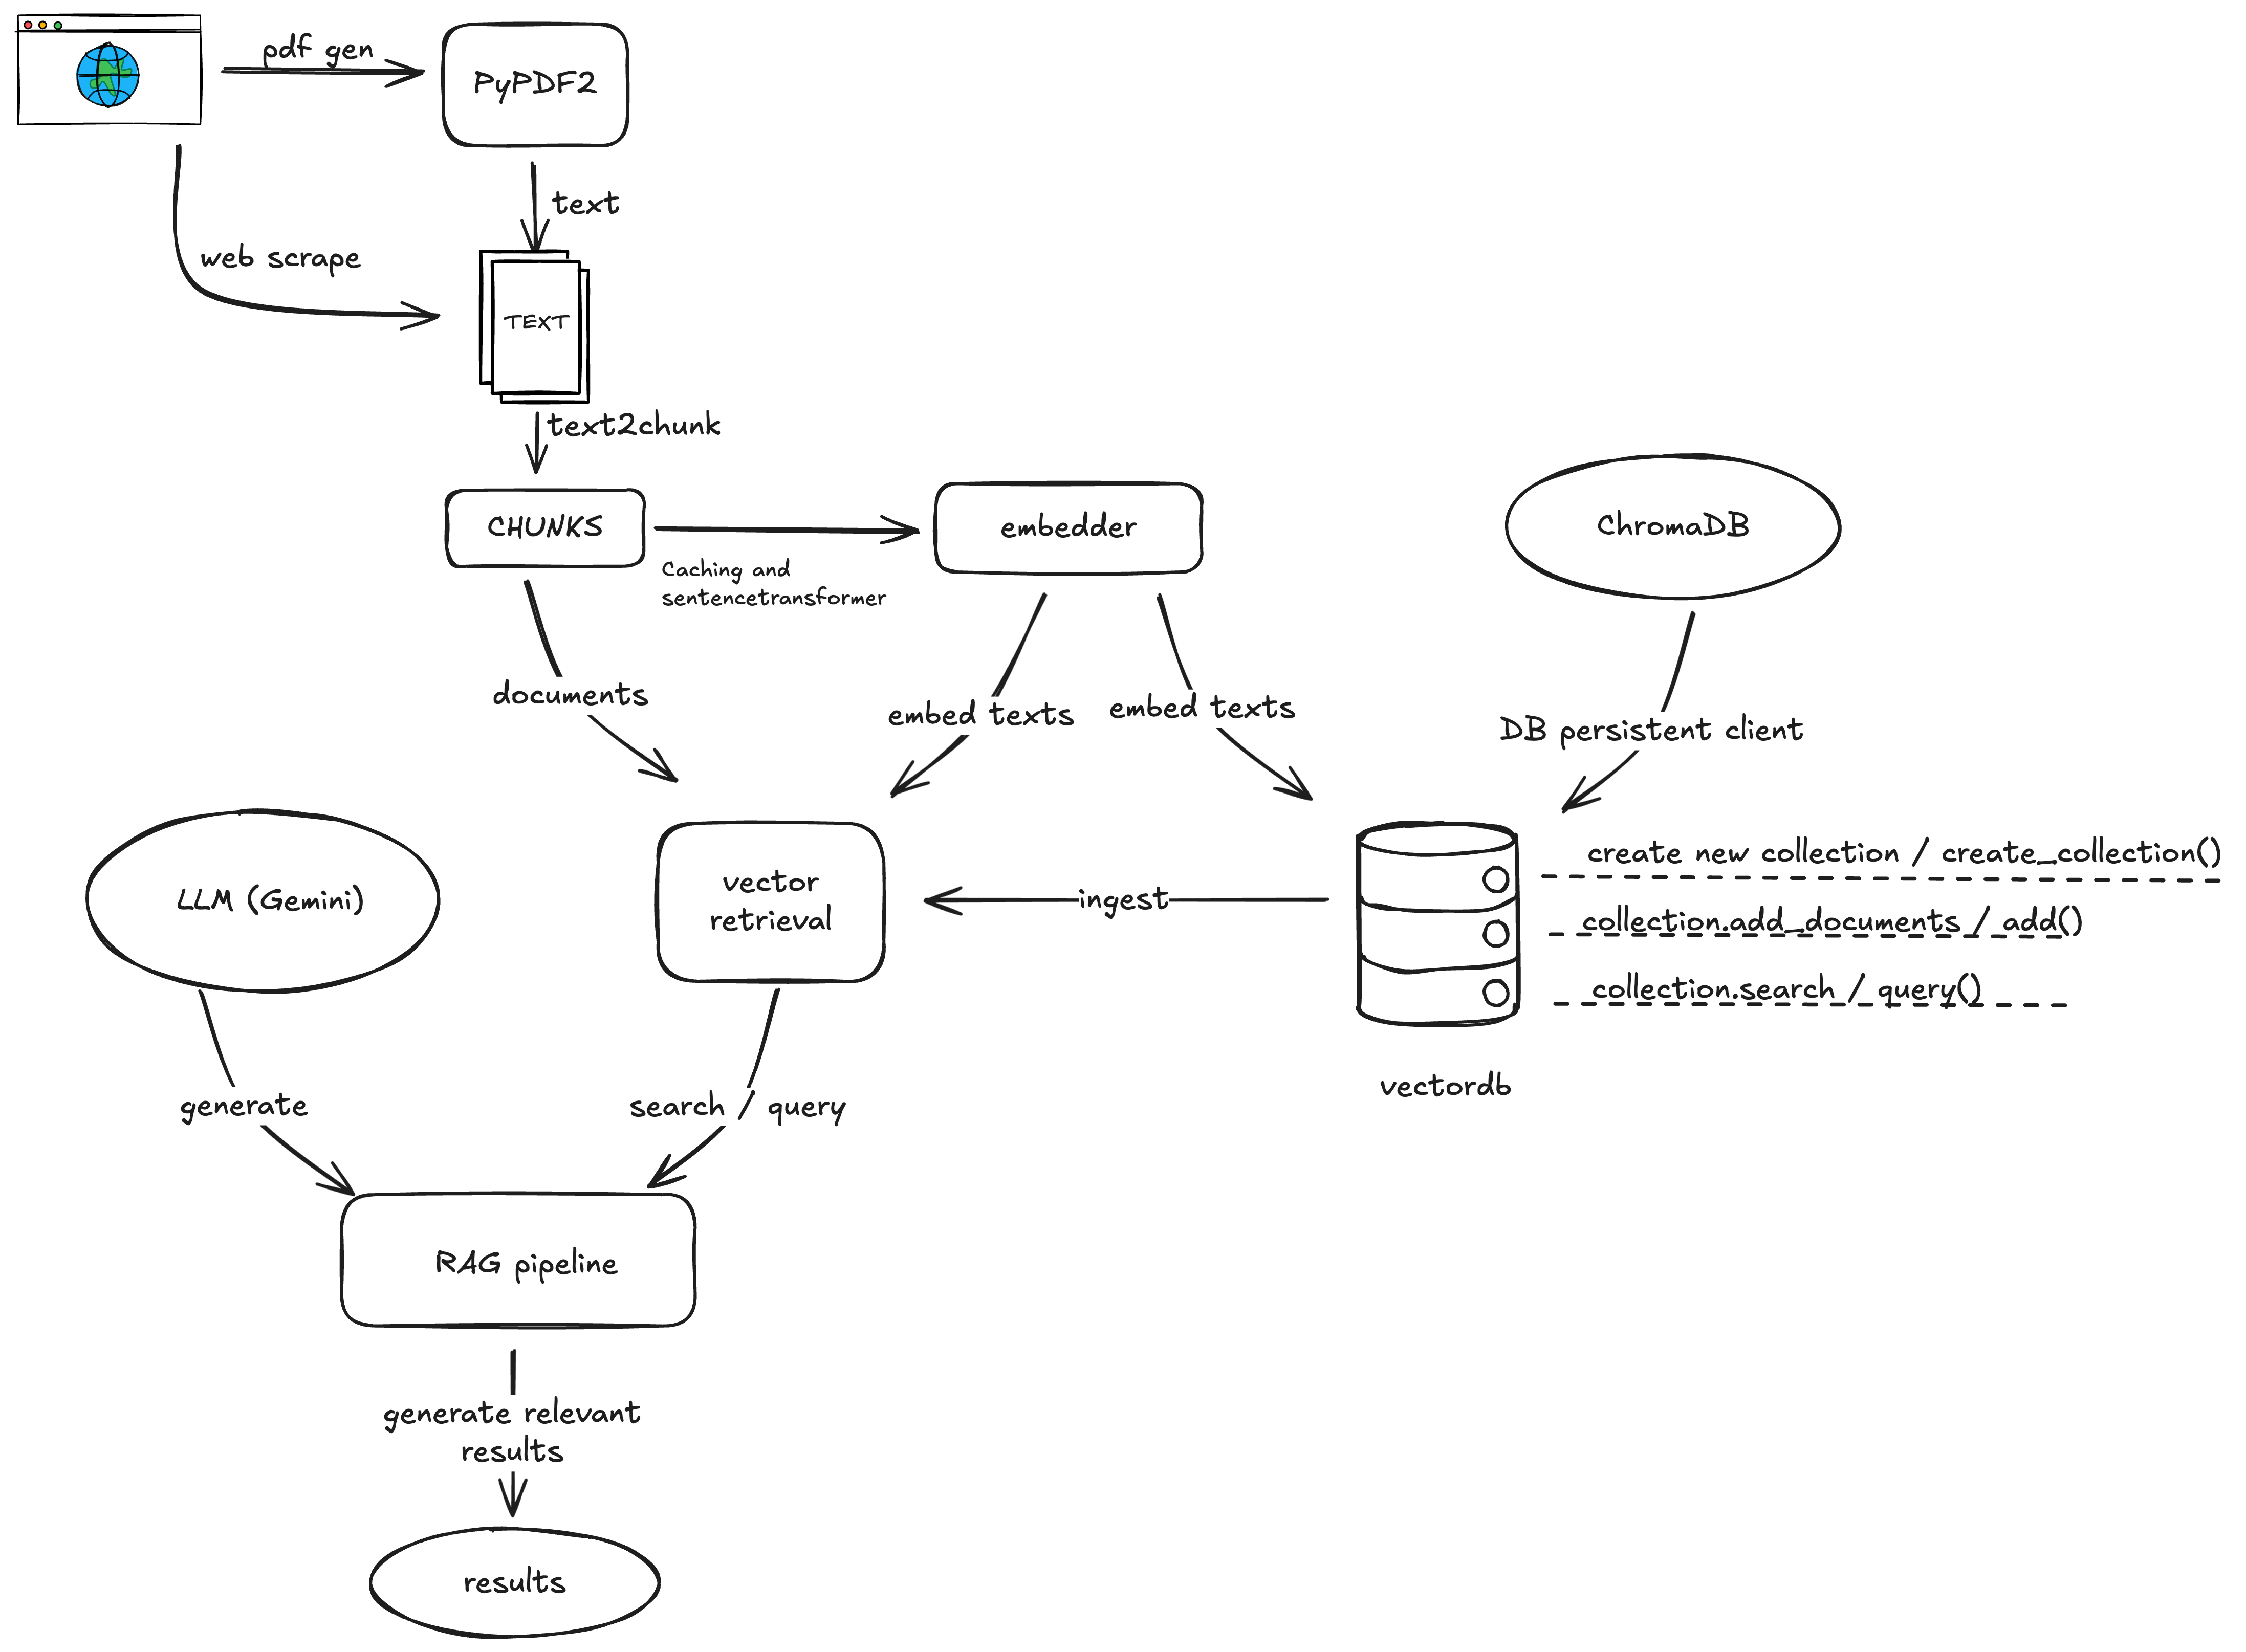 pdf gen
PyPDF2
text
web scrape
TEXT
text2chunk
CHUNKS
embedder
ChromaDB
Caching and
sentencetransformer
documents
embed texts
embed texts
DB persistent client
LLM (Gemini)
vector
retrieval
ingest
create new collection / create_collection()
collection.add_documents / add()
collection.search / query()
vectordb
generate
search / query
RAG pipeline
generate relevant
results
results